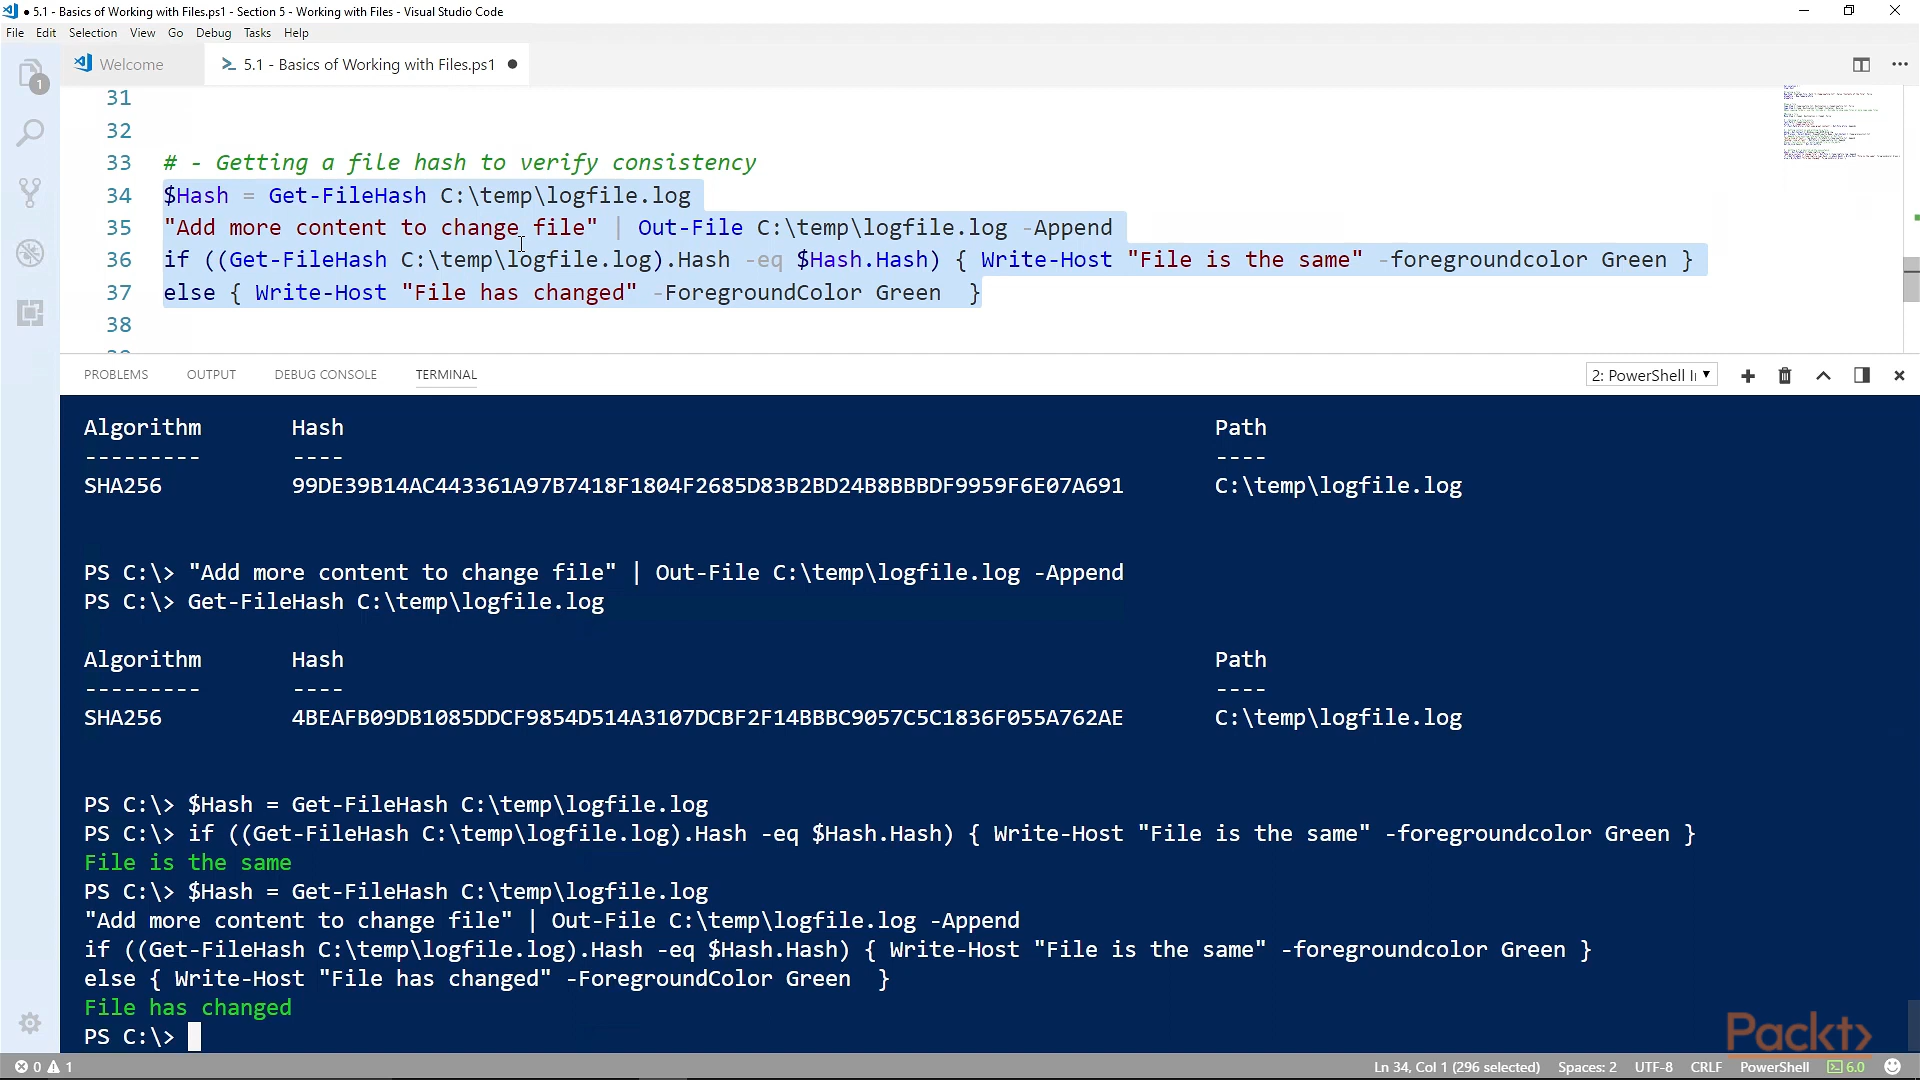 ● 5.1 - Basics of Working with Files.ps1 - Section 5 - Working with Files - Visual Studio Code
File Edit Selection View Go Debug Tasks Help
Welcome
5.1 - Basics of Working with Files.ps1 ●
1
31
32
33 # - Getting a file hash to verify consistency
34 $Hash = Get-FileHash C:\temp\logfile.log
35 "Add more content to change file" | Out-File C:\temp\logfile.log -Append
36 if ((Get-FileHash C:\temp\logfile.log).Hash -eq $Hash.Hash) { Write-Host "File is the same" -foregroundcolor Green }
37 else { Write-Host "File has changed" -ForegroundColor Green  }
38
PROBLEMS OUTPUT DEBUG CONSOLE TERMINAL
2: PowerShell I
Algorithm Hash Path
--------- ---- ----
SHA256 99DE39B14AC443361A97B7418F1804F2685D83B2BD24B8BBBDF9959F6E07A691 C:\temp\logfile.log
PS C:\> "Add more content to change file" | Out-File C:\temp\logfile.log -Append
PS C:\> Get-FileHash C:\temp\logfile.log
Algorithm Hash Path
--------- ---- ----
SHA256 4BEAFB09DB1085DDCF9854D514A3107DCBF2F14BBBC9057C5C1836F055A762AE C:\temp\logfile.log
PS C:\> $Hash = Get-FileHash C:\temp\logfile.log
PS C:\> if ((Get-FileHash C:\temp\logfile.log).Hash -eq $Hash.Hash) { Write-Host "File is the same" -foregroundcolor Green }
File is the same
PS C:\> $Hash = Get-FileHash C:\temp\logfile.log
"Add more content to change file" | Out-File C:\temp\logfile.log -Append
if ((Get-FileHash C:\temp\logfile.log).Hash -eq $Hash.Hash) { Write-Host "File is the same" -foregroundcolor Green }
else { Write-Host "File has changed" -ForegroundColor Green  }
File has changed
PS C:\>
Packt>
0 1
Ln 34, Col 1 (296 selected) Spaces: 2 UTF-8 CRLF PowerShell 6.0